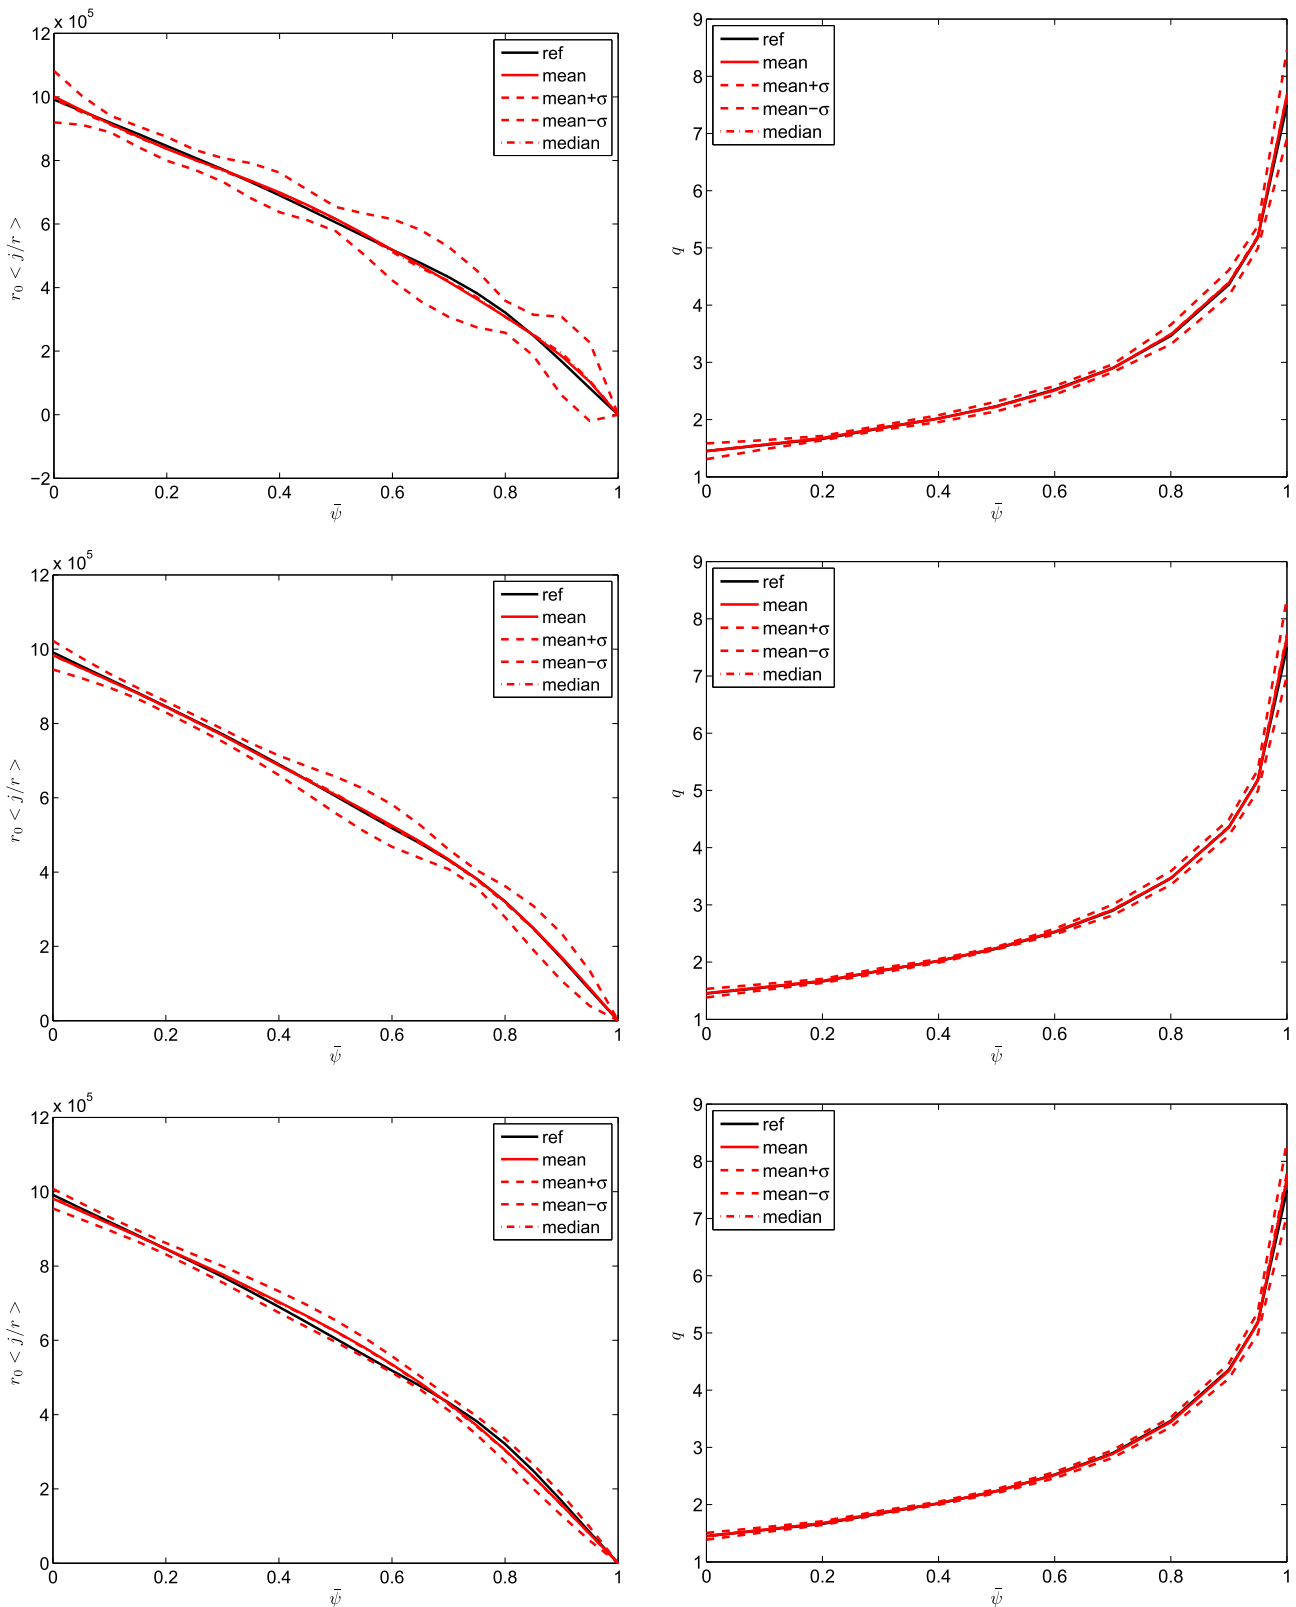 x 10⁵
12
10
8
6
4
2
0
−2
0 0.2 0.4 0.6 0.8 1
r₀ < j/r >
ψ̄
ref
mean
mean+σ
mean−σ
median
9
8
7
6
5
4
3
2
1
0 0.2 0.4 0.6 0.8 1
q
ψ̄
ref
mean
mean+σ
mean−σ
median
x 10⁵
12
10
8
6
4
2
0
0 0.2 0.4 0.6 0.8 1
r₀ < j/r >
ψ̄
ref
mean
mean+σ
mean−σ
median
9
8
7
6
5
4
3
2
1
0 0.2 0.4 0.6 0.8 1
q
ψ̄
ref
mean
mean+σ
mean−σ
median
x 10⁵
12
10
8
6
4
2
0
0 0.2 0.4 0.6 0.8 1
r₀ < j/r >
ψ̄
ref
mean
mean+σ
mean−σ
median
9
8
7
6
5
4
3
2
1
0 0.2 0.4 0.6 0.8 1
q
ψ̄
ref
mean
mean+σ
mean−σ
median